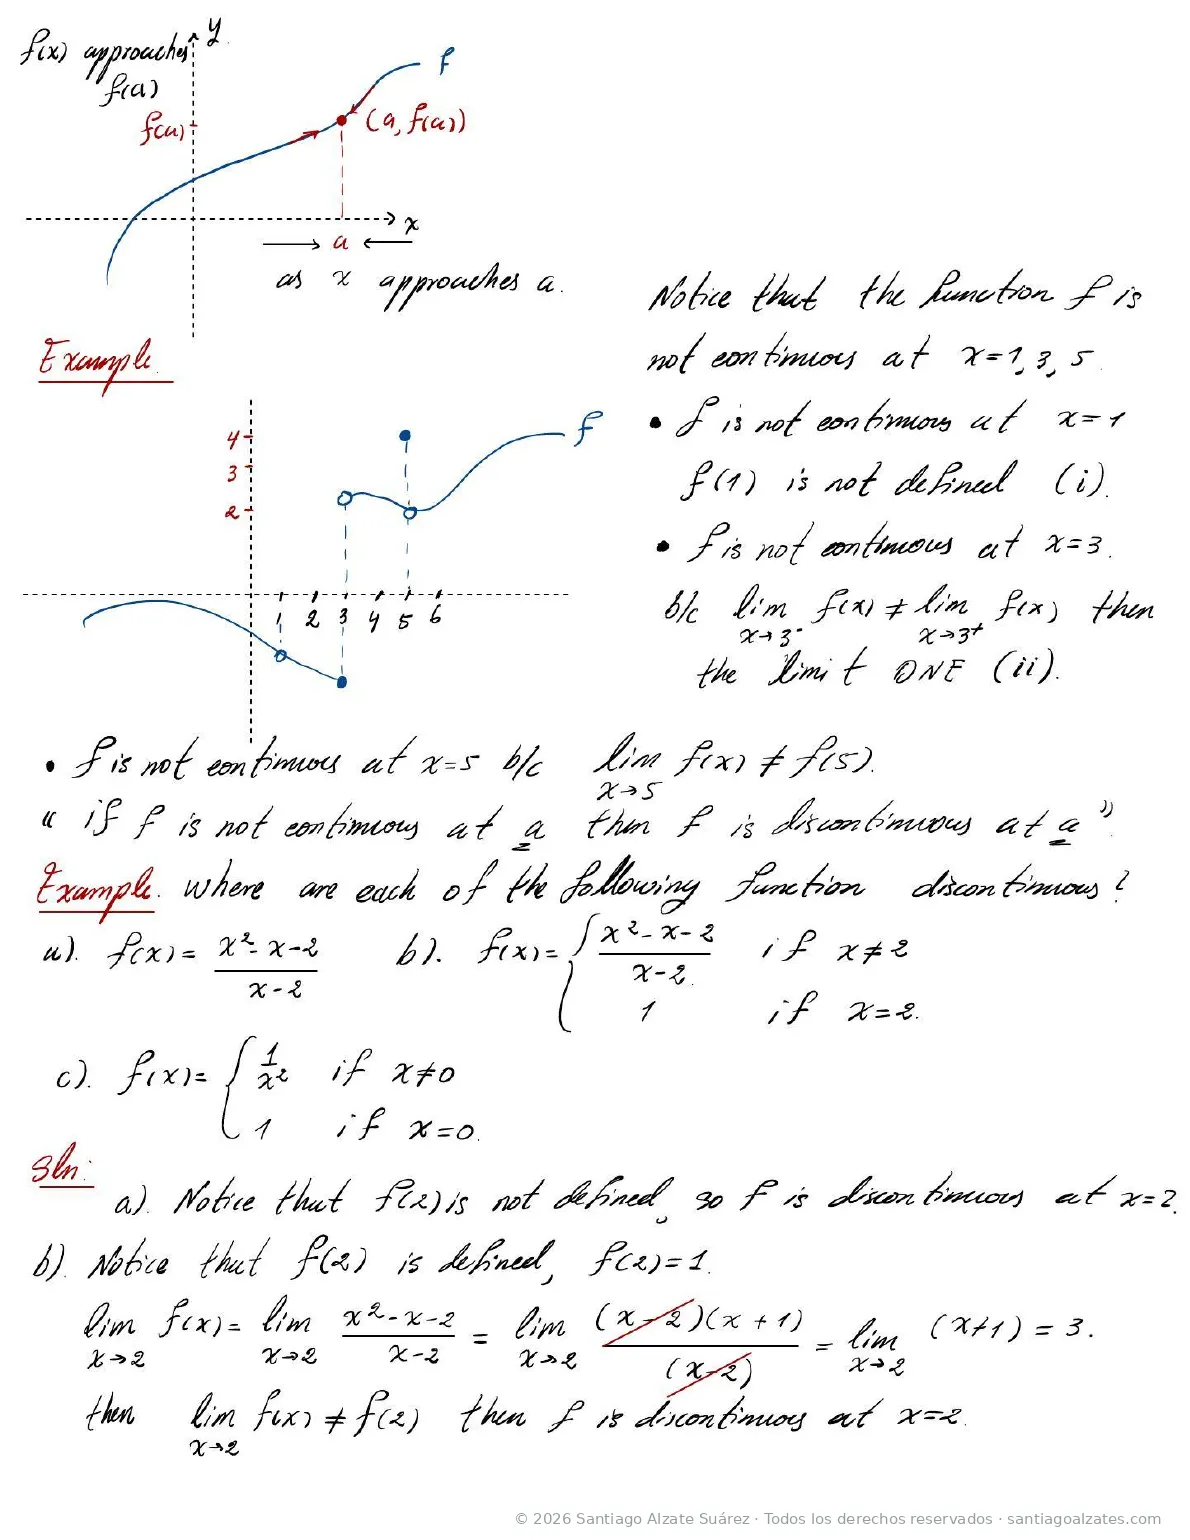 f(x) approaches
f(a)
y
f
f(a)
(a, f(a))
x
a
as x approaches a.
Example
4
3
2
f
1 2 3 4 5 6
Notice that the function f is
not continuous at x=1, 3, 5.
• f is not continuous at x=1
f(1) is not defined (i).
• f is not continuous at x=3.
b/c lim x→3⁻ f(x) ≠ lim x→3⁺ f(x) then
the limit DNE (ii).
• f is not continuous at x=5 b/c lim x→5 f(x) ≠ f(5).
“ if f is not continuous at a then f is discontinuous at a ”.
Example. where are each of the following function discontinuous?
a). f(x) = (x²-x-2)/(x-2) b). f(x) = { (x²-x-2)/(x-2) if x≠2
1 if x=2.
c). f(x) = { 1/x² if x≠0
1 if x=0.
Sln:
a). Notice that f(2) is not defined, so f is discontinuous at x=2.
b). Notice that f(2) is defined, f(2)=1.
lim x→2 f(x) = lim x→2 (x²-x-2)/(x-2) = lim x→2 (x-2)(x+1)/(x-2) = lim x→2 (x+1) = 3.
then lim x→2 f(x) ≠ f(2) then f is discontinuous at x=2.
© 2026 Santiago Alzate Suárez · Todos los derechos reservados · santiagoalzates.com